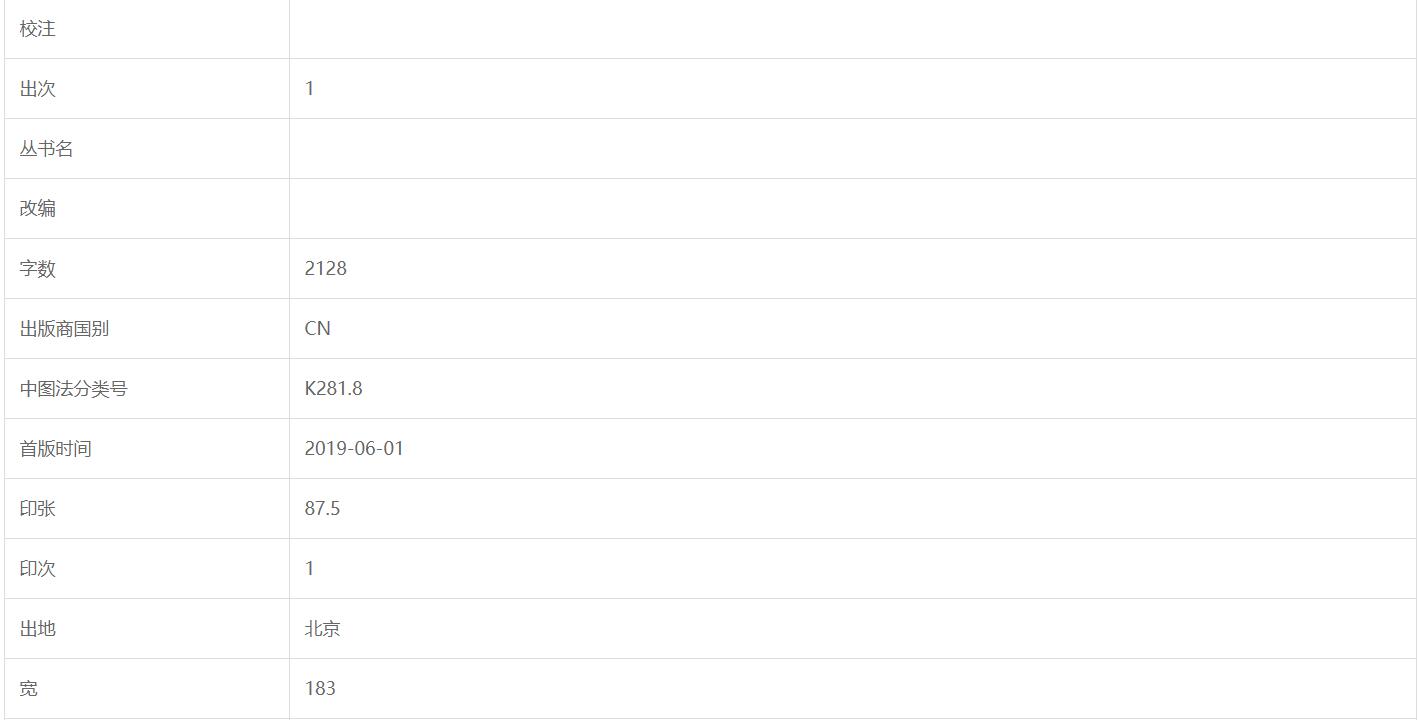 校注
出次 1
丛书名
改编
字数 2128
出版商国别 CN
中图法分类号 K281.8
首版时间 2019-06-01
印张 87.5
印次 1
出地 北京
宽 183